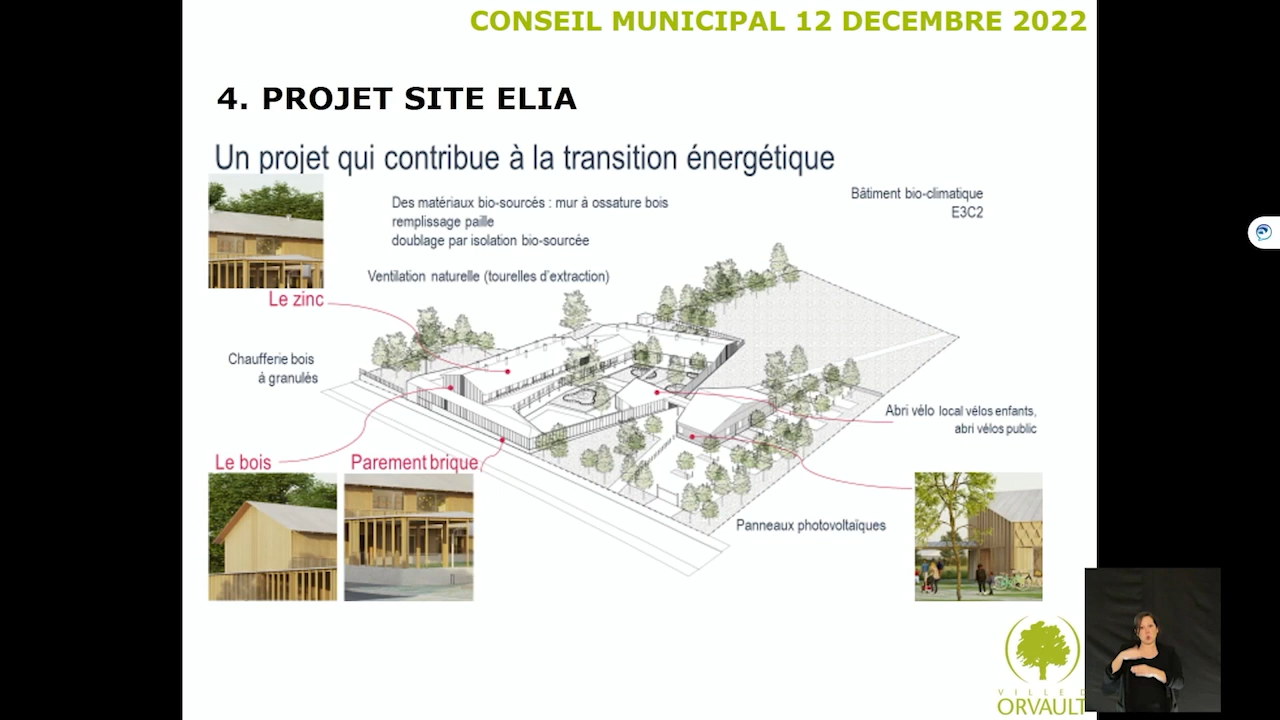 CONSEIL MUNICIPAL 12 DECEMBRE 2022
4. PROJET SITE ELIA
Un projet qui contribue à la transition énergétique
Des matériaux bio-sourcés : mur à ossature bois
remplissage paille
doublage par isolation bio-sourcée
Bâtiment bio-climatique
E3C2
Ventilation naturelle (tourelles d'extraction)
Le zinc
Chaufferie bois
à granulés
Abri vélo local vélos enfants,
abri vélos public
Le bois
Parement brique
Panneaux photovoltaïques
VILLE D
ORVAULT